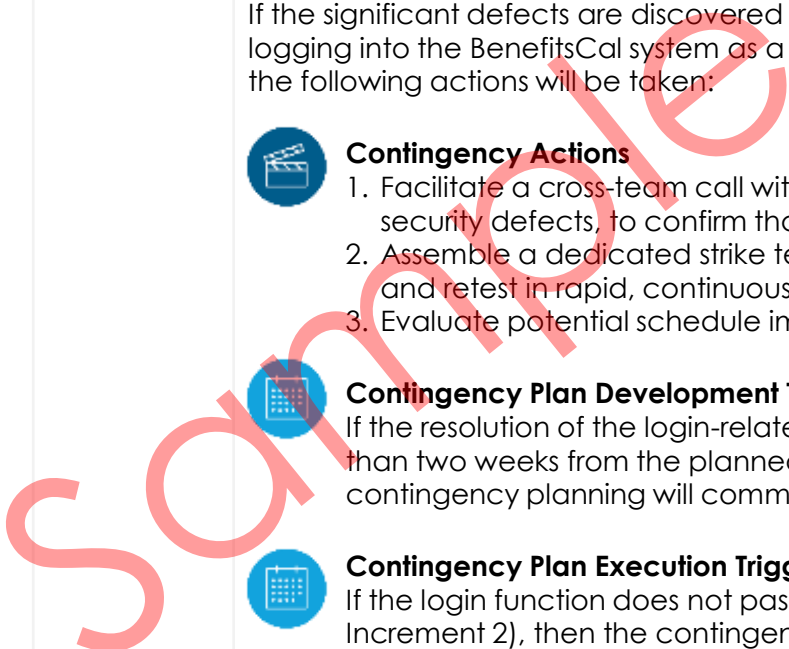 If the significant defects are discovered
logging into the BenefitsCal system as a
the following actions will be taken:
Contingency Actions
1. Facilitate a cross-team call wit
security defects, to confirm tha
2. Assemble a dedicated strike te
and retest in rapid, continuous
3. Evaluate potential schedule im
Contingency Plan Development T
If the resolution of the login-relate
than two weeks from the planned
contingency planning will comm
Contingency Plan Execution Trigg
If the login function does not pas
Increment 2), then the contingen
Sample